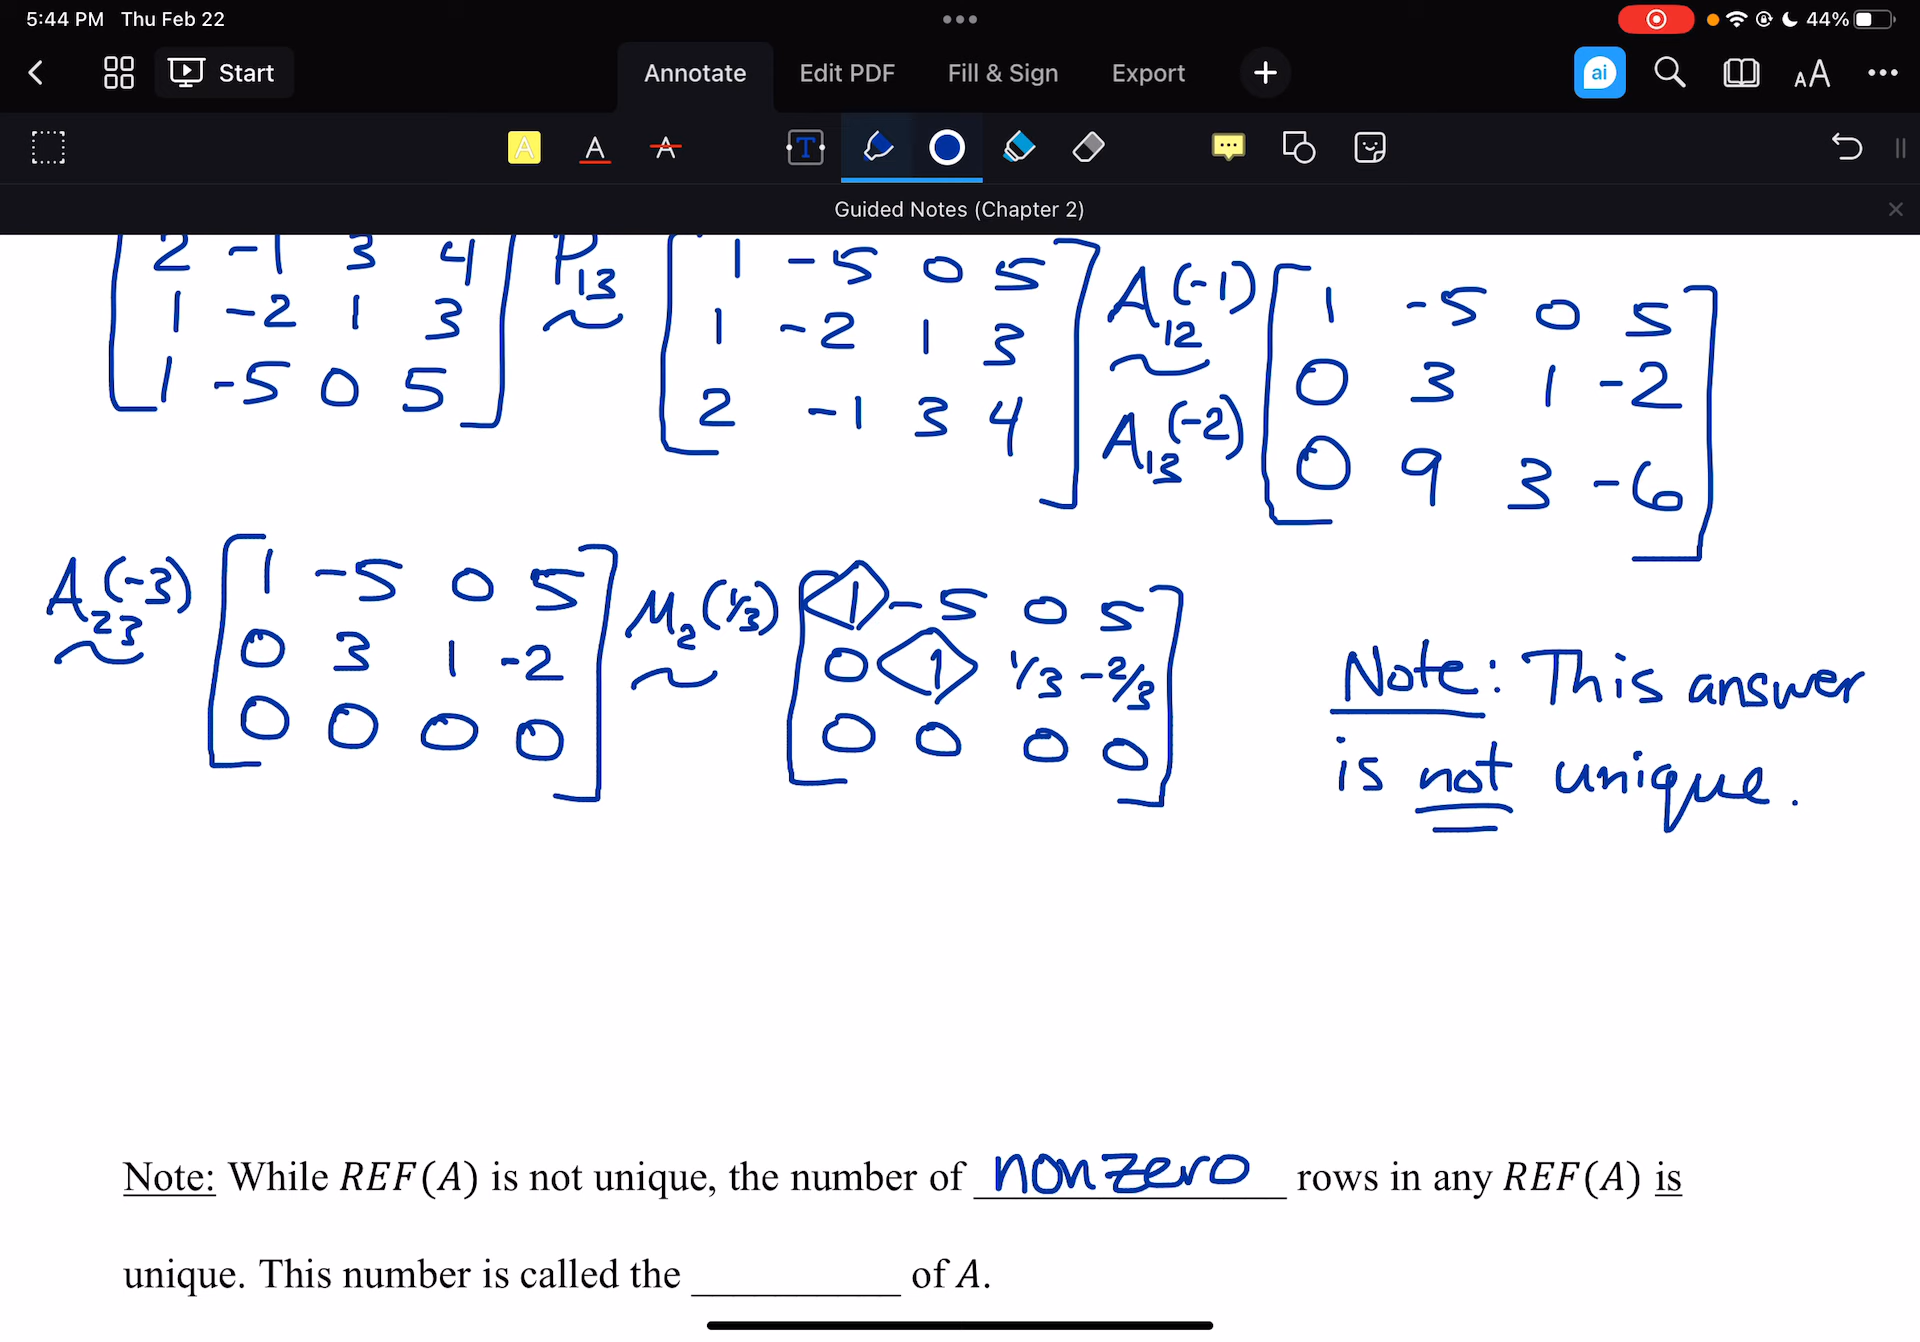 5:44 PM Thu Feb 22 44%
Start Annotate Edit PDF Fill & Sign Export + ai AA
A A A T
Guided Notes (Chapter 2)
2 -1 3 4 P13 1 -5 0 5 A12(-1) 1 -5 0 5
1 -2 1 3 ~ 1 -2 1 3 ~ 0 3 1 -2
1 -5 0 5 2 -1 3 4 A13(-2) 0 9 3 -6
A23(-3) 1 -5 0 5 M2(1/3) 1 -5 0 5
~ 0 3 1 -2 ~ 0 1 1/3 -2/3 Note: This answer
0 0 0 0 0 0 0 0 is not unique.
Note: While REF(A) is not unique, the number of nonzero rows in any REF(A) is
unique. This number is called the __________ of A.